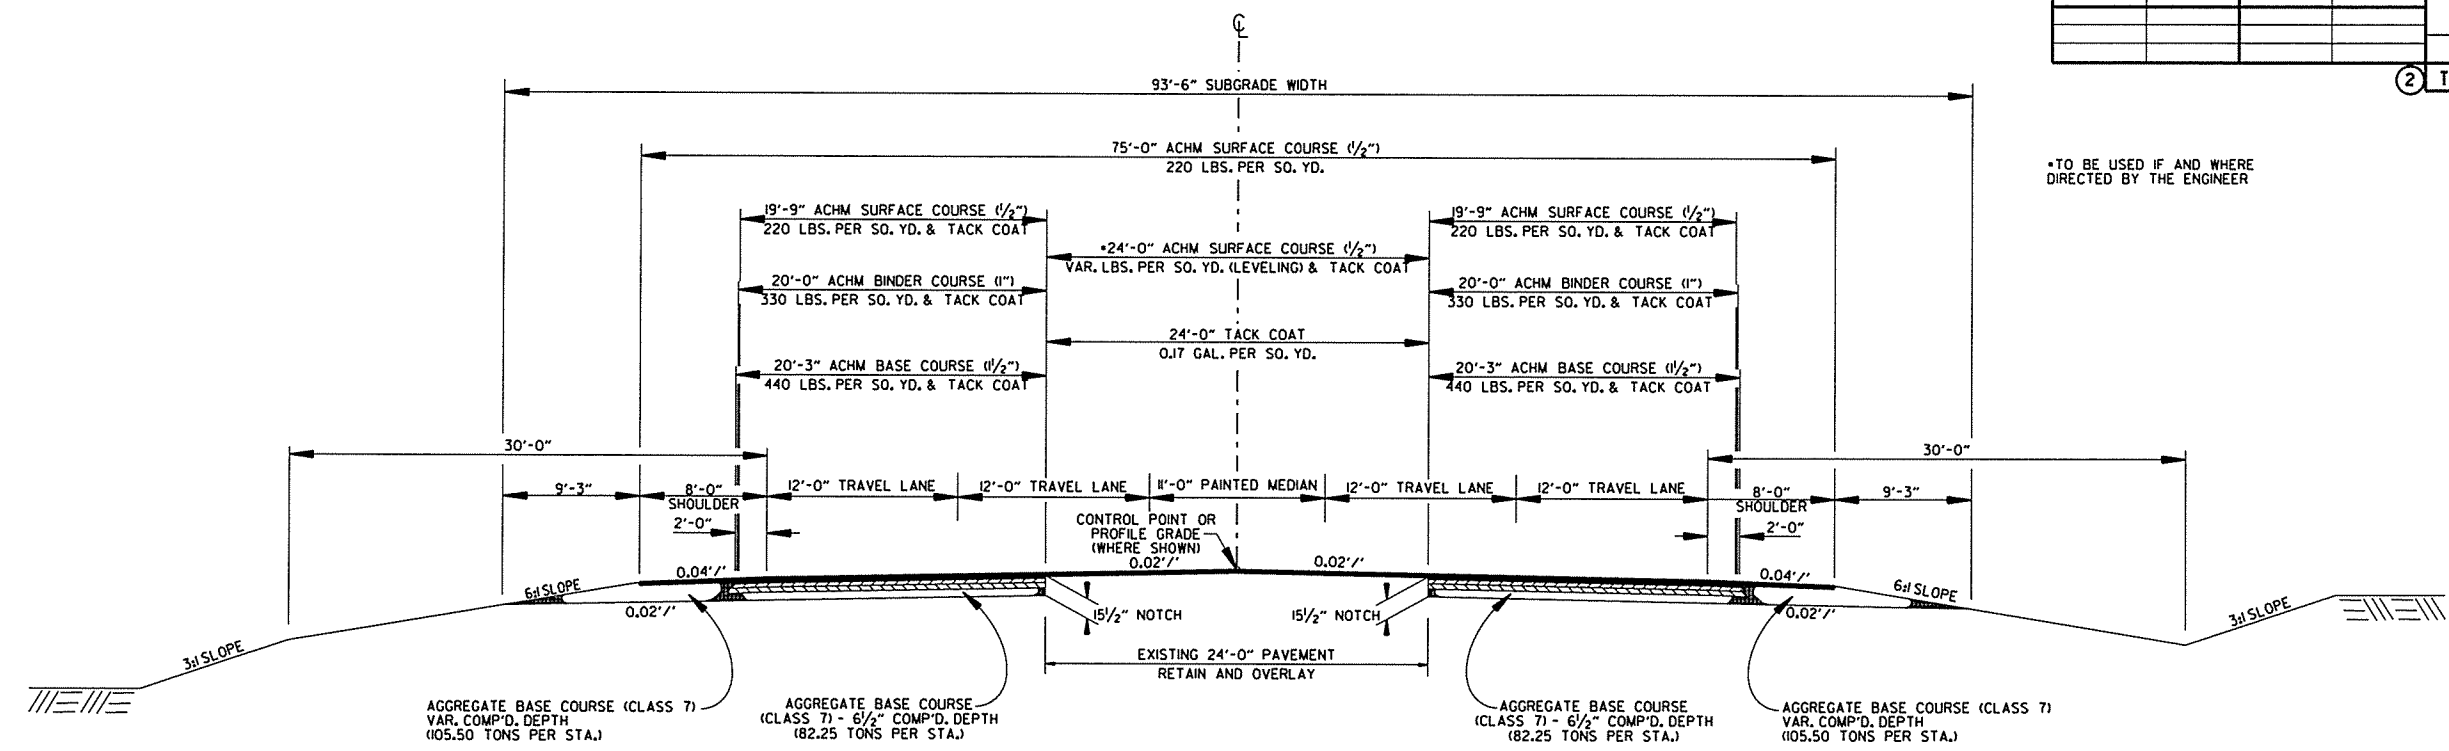 ℄
93'-6" SUBGRADE WIDTH
② T
75'-0" ACHM SURFACE COURSE (1/2")
220 LBS. PER SQ. YD.
*TO BE USED IF AND WHERE
DIRECTED BY THE ENGINEER
19'-9" ACHM SURFACE COURSE (1/2")
220 LBS. PER SQ. YD. & TACK COAT
19'-9" ACHM SURFACE COURSE (1/2")
220 LBS. PER SQ. YD. & TACK COAT
*24'-0" ACHM SURFACE COURSE (1/2")
VAR. LBS. PER SQ. YD. (LEVELING) & TACK COAT
20'-0" ACHM BINDER COURSE (1")
330 LBS. PER SQ. YD. & TACK COAT
20'-0" ACHM BINDER COURSE (1")
330 LBS. PER SQ. YD. & TACK COAT
24'-0" TACK COAT
0.17 GAL. PER SQ. YD.
20'-3" ACHM BASE COURSE (1 1/2")
440 LBS. PER SQ. YD. & TACK COAT
20'-3" ACHM BASE COURSE (1 1/2")
440 LBS. PER SQ. YD. & TACK COAT
30'-0"
30'-0"
9'-3"
8'-0"
SHOULDER
12'-0" TRAVEL LANE
12'-0" TRAVEL LANE
11'-0" PAINTED MEDIAN
12'-0" TRAVEL LANE
12'-0" TRAVEL LANE
8'-0"
SHOULDER
9'-3"
2'-0"
2'-0"
CONTROL POINT OR
PROFILE GRADE
(WHERE SHOWN)
0.02'/'
0.02'/'
0.04'/'
0.04'/'
6:1 SLOPE
6:1 SLOPE
0.02'/'
0.02'/'
15 1/2" NOTCH
15 1/2" NOTCH
3:1 SLOPE
3:1 SLOPE
EXISTING 24'-0" PAVEMENT
RETAIN AND OVERLAY
AGGREGATE BASE COURSE (CLASS 7)
VAR. COMP'D. DEPTH
(105.50 TONS PER STA.)
AGGREGATE BASE COURSE
(CLASS 7) - 6 1/2" COMP'D. DEPTH
(82.25 TONS PER STA.)
AGGREGATE BASE COURSE
(CLASS 7) - 6 1/2" COMP'D. DEPTH
(82.25 TONS PER STA.)
AGGREGATE BASE COURSE (CLASS 7)
VAR. COMP'D. DEPTH
(105.50 TONS PER STA.)